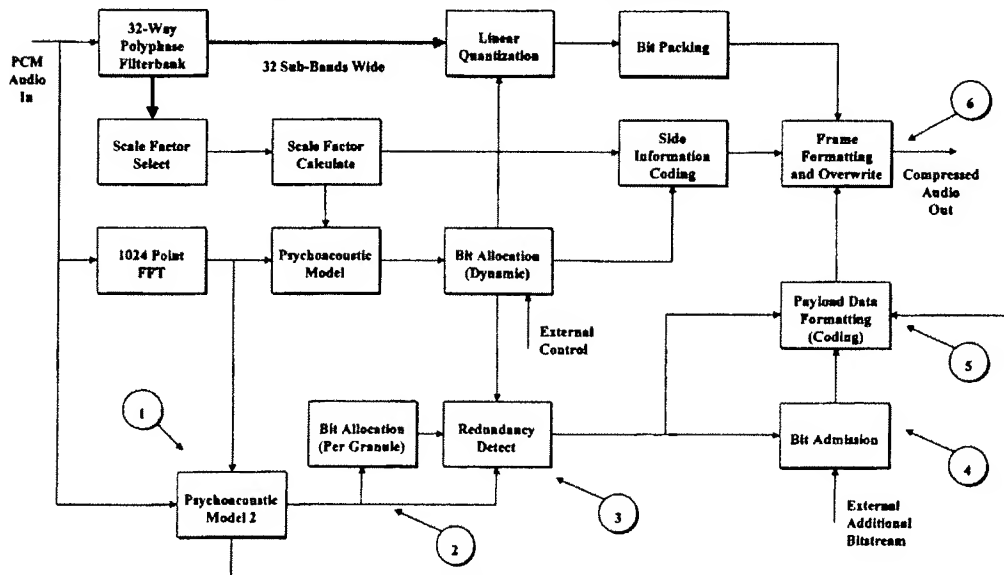 PCM
Audio
In
32-Way
Polyphase
Filterbank
32 Sub-Bands Wide
Linear
Quantization
Bit Packing
6
Scale Factor
Select
Scale Factor
Calculate
Side
Information
Coding
Frame
Formatting
and Overwrite
Compressed
Audio
Out
1024 Point
FPT
Psychoacoustic
Model
Bit Allocation
(Dynamic)
External
Control
Payload Data
Formatting
(Coding)
5
1
Bit Allocation
(Per Granule)
Redundancy
Detect
Bit Admission
4
Psychoacoustic
Model 2
2
3
External
Additional
Bitstream